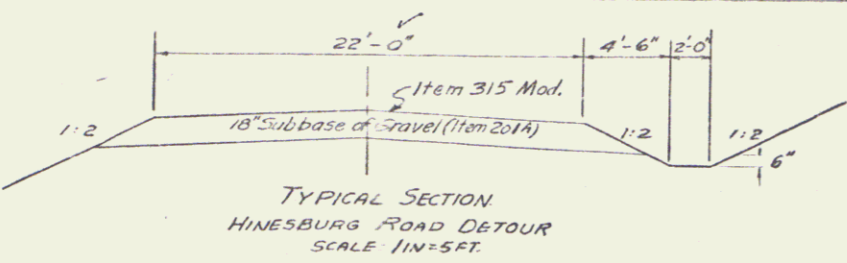 22'-0"
4'-6"
2'-0"
Item 315 Mod.
1:2
18" Subbase of Gravel (Item 201A)
1:2
1:2
6"
TYPICAL SECTION.
HINESBURG ROAD DETOUR
SCALE 1IN=5FT.